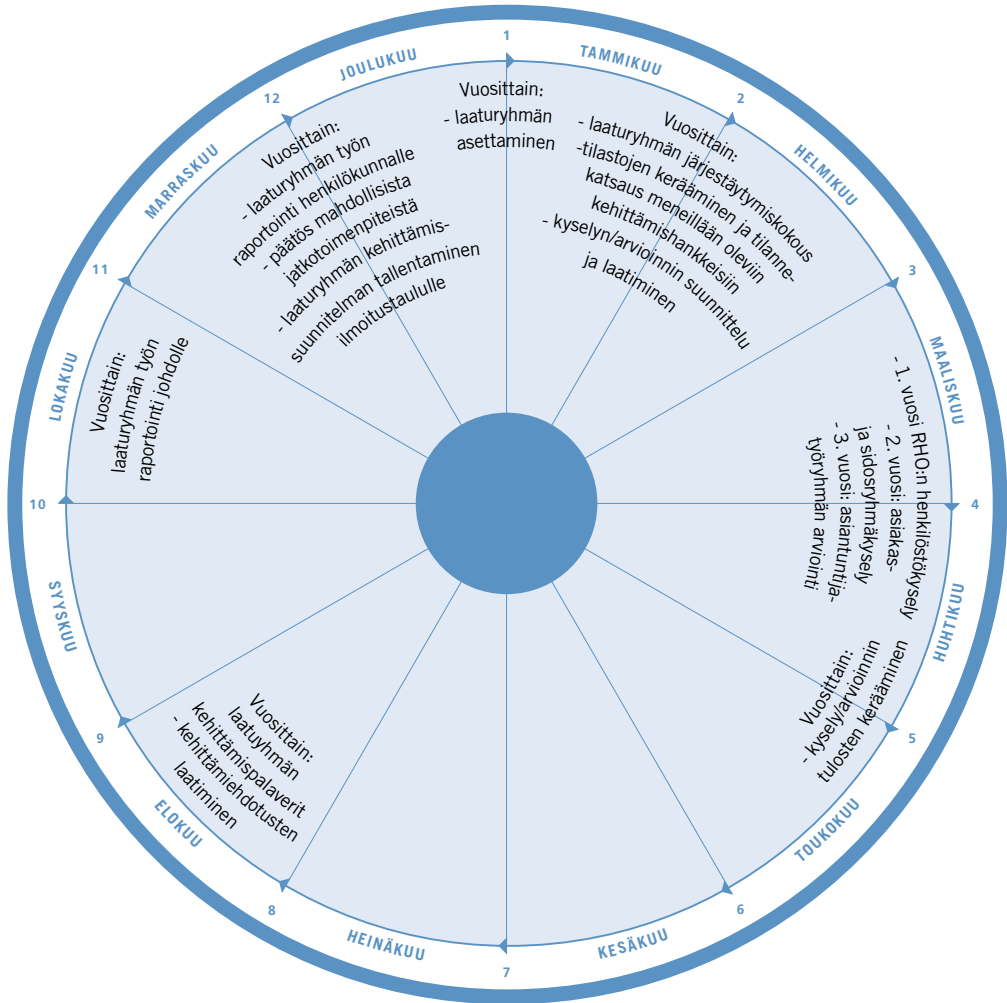 1
TAMMIKUU
2
HELMIKUU
3
MAALISKUU
4
HUHTIKUU
5
TOUKOKUU
6
KESÄKUU
7
HEINÄKUU
8
ELOKUU
9
SYYSKUU
10
LOKAKUU
11
MARRASKUU
12
JOULUKUU
Vuosittain:
- laaturyhmän
asettaminen
Vuosittain:
- laaturyhmän järjestäytymiskokous
-tilastojen kerääminen ja tilanne-
katsaus meneillään oleviin
kehittämishankkeisiin
- kyselyn/arvioinnin suunnittelu
ja laatiminen
- 1. vuosi RHO:n henkilöstökysely
- 2. vuosi: asiakas-
ja sidosryhmäkysely
- 3. vuosi: asiantuntija-
työryhmän arviointi
Vuosittain:
- kysely/arvioinnin
tulosten kerääminen
Vuosittain:
laatuyhmän
kehittämispalaverit
- kehittämiehdotusten
laatiminen
Vuosittain:
laaturyhmän työn
raportointi johdolle
Vuosittain:
- laaturyhmän työn
raportointi henkilökunnalle
- päätös mahdollisista
jatkotoimenpiteistä
- laaturyhmän kehittämis-
suunnitelman tallentaminen
ilmoitustaululle